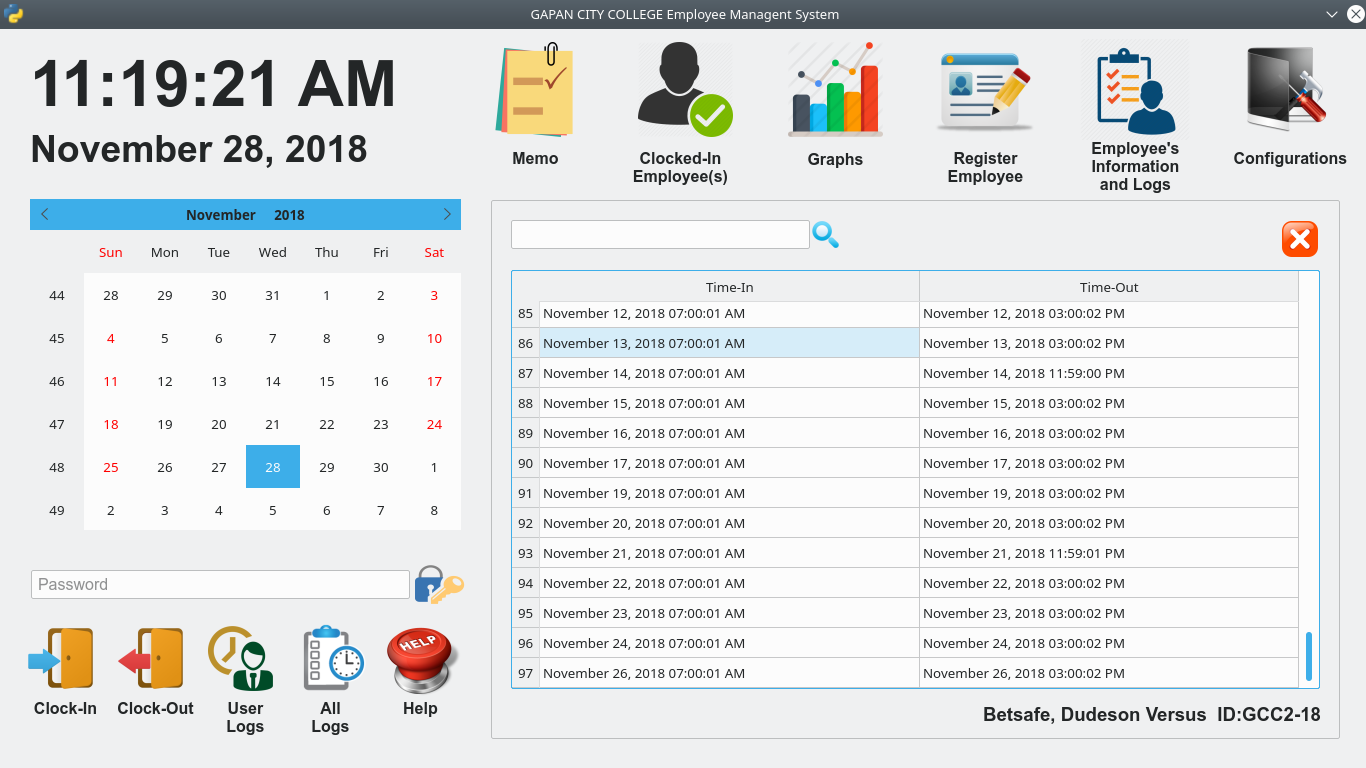 GAPAN CITY COLLEGE Employee Managent System
11:19:21 AM
November 28, 2018
Memo
Clocked-In
Employee(s)
Graphs
Register
Employee
Employee's
Information
and Logs
Configurations
November 2018
Sun Mon Tue Wed Thu Fri Sat
44 28 29 30 31 1 2 3
45 4 5 6 7 8 9 10
46 11 12 13 14 15 16 17
47 18 19 20 21 22 23 24
48 25 26 27 28 29 30 1
49 2 3 4 5 6 7 8
Password
HELP
Clock-In
Clock-Out
User
Logs
All
Logs
Help
Time-In Time-Out
85 November 12, 2018 07:00:01 AM November 12, 2018 03:00:02 PM
86 November 13, 2018 07:00:01 AM November 13, 2018 03:00:02 PM
87 November 14, 2018 07:00:01 AM November 14, 2018 11:59:00 PM
88 November 15, 2018 07:00:01 AM November 15, 2018 03:00:02 PM
89 November 16, 2018 07:00:01 AM November 16, 2018 03:00:02 PM
90 November 17, 2018 07:00:01 AM November 17, 2018 03:00:02 PM
91 November 19, 2018 07:00:01 AM November 19, 2018 03:00:02 PM
92 November 20, 2018 07:00:01 AM November 20, 2018 03:00:02 PM
93 November 21, 2018 07:00:01 AM November 21, 2018 11:59:01 PM
94 November 22, 2018 07:00:01 AM November 22, 2018 03:00:02 PM
95 November 23, 2018 07:00:01 AM November 23, 2018 03:00:02 PM
96 November 24, 2018 07:00:01 AM November 24, 2018 03:00:02 PM
97 November 26, 2018 07:00:01 AM November 26, 2018 03:00:02 PM
Betsafe, Dudeson Versus ID:GCC2-18